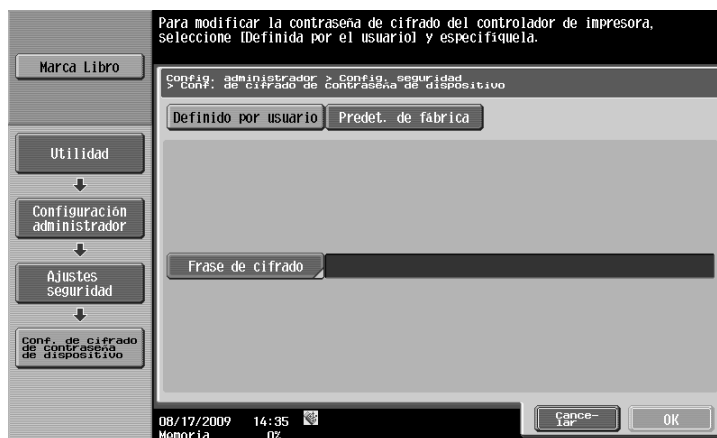 Para modificar la contraseña de cifrado del controlador de impresora,
seleccione [Definida por el usuario] y especifíquela.
Marca Libro
Config. administrador > Config. seguridad
> Conf. de cifrado de contraseña de dispositivo
Definido por usuario
Predet. de fábrica
Utilidad
Configuración
administrador
Ajustes
seguridad
Conf. de cifrado
de contraseña
de dispositivo
Frase de cifrado
Cance-
lar
OK
08/17/2009 14:35
Memoria 0%